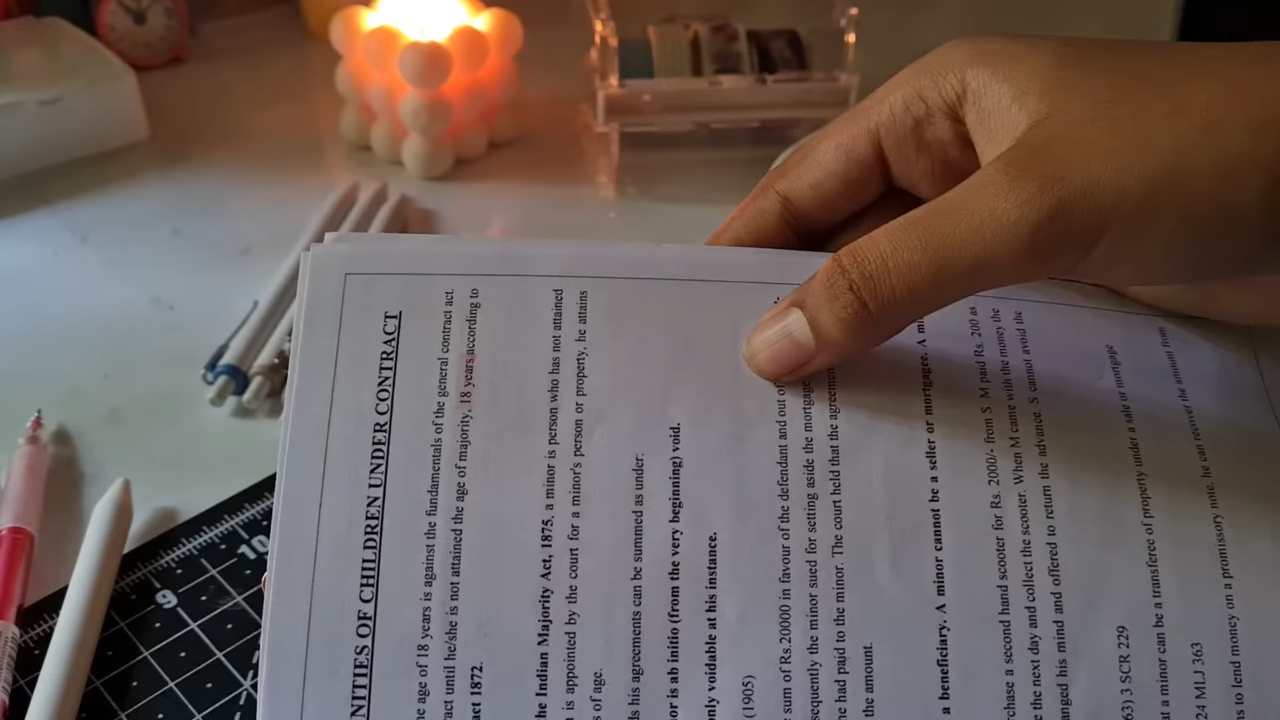 NITIES OF CHILDREN UNDER CONTRACT
he age of 18 years is against the fundamentals of the general contract act.
act until he/she is not attained the age of majority, 18 years according to
act 1872.
he Indian Majority Act, 1875, a minor is person who has not attained
is appointed by the court for a minor's person or property, he attains
s of age.
ds his agreements can be summed as under:
or is ab initio (from the very beginning) void.
only voidable at his instance.
(1905)
sum of Rs.20000 in favour of the defendant and out of
sequently the minor sued for setting aside the mortgage
he had paid to the minor. The court held that the agreement
the amount.
a beneficiary. A minor cannot be a seller or mortgage. A mi
rchase a second hand scooter for Rs. 2000/- from S. M paid Rs. 200 as
e the next day and collect the scooter. When M came with the money the
anged his mind and offered to return the advance. S cannot avoid the
63) 3 SCR 229
at a minor can be a transferee of property under a sale or mortgage
24 MLJ 363
as to lend money on a promissory note, he can recover the amount from
9
10